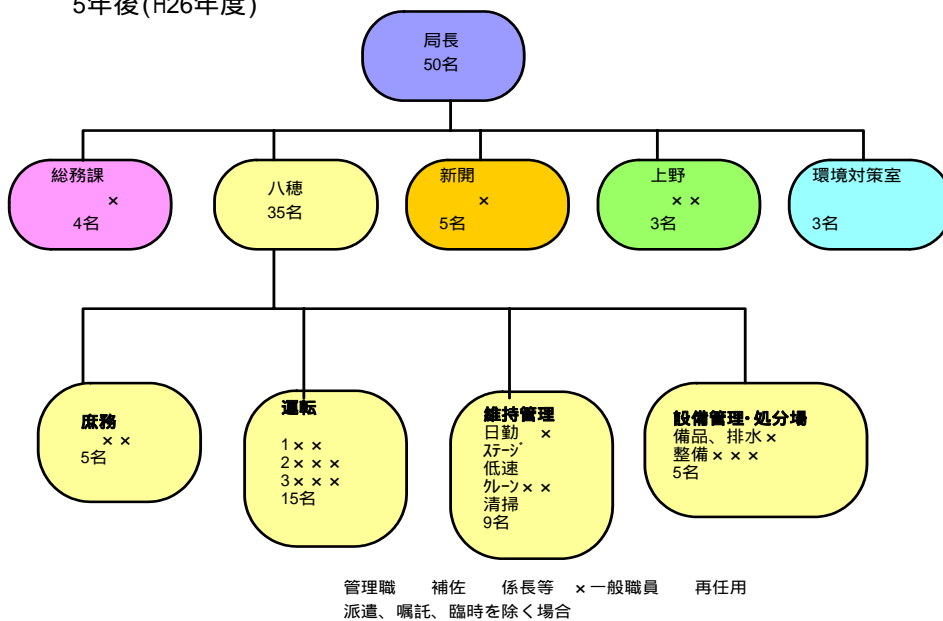 5年後(H26年度)
局長
50名
総務課
×
4名
八穂
35名
新開
×
5名
上野
××
3名
環境対策室
3名
庶務
××
5名
運転
1××
2×××
3×××
15名
維持管理
日勤 ×
ステージ
低速
クレーン××
清掃
9名
設備管理・処分場
備品、排水×
整備×××
5名
管理職 補佐 係長等 ×一般職員 再任用
派遣、嘱託、臨時を除く場合